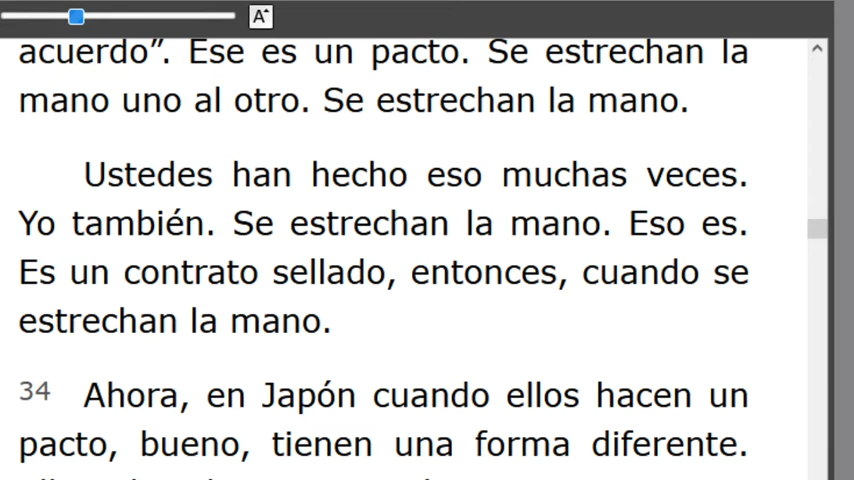 A
acuerdo”. Ese es un pacto. Se estrechan la
mano uno al otro. Se estrechan la mano.
Ustedes han hecho eso muchas veces.
Yo también. Se estrechan la mano. Eso es.
Es un contrato sellado, entonces, cuando se
estrechan la mano.
34 Ahora, en Japón cuando ellos hacen un
pacto, bueno, tienen una forma diferente.